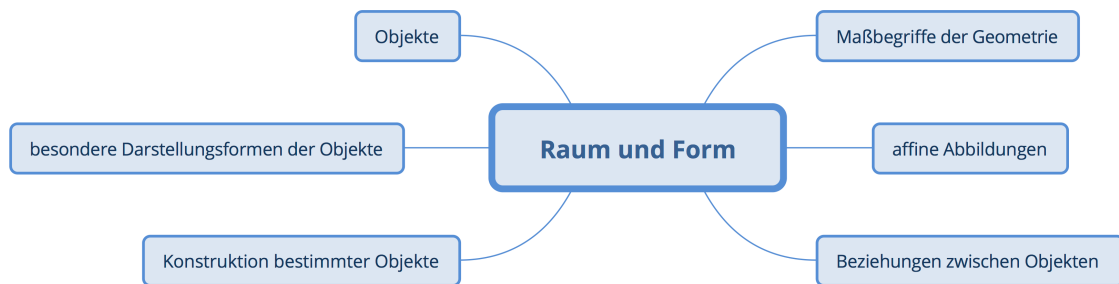 Objekte
Maßbegriffe der Geometrie
besondere Darstellungsformen der Objekte
Raum und Form
affine Abbildungen
Konstruktion bestimmter Objekte
Beziehungen zwischen Objekten